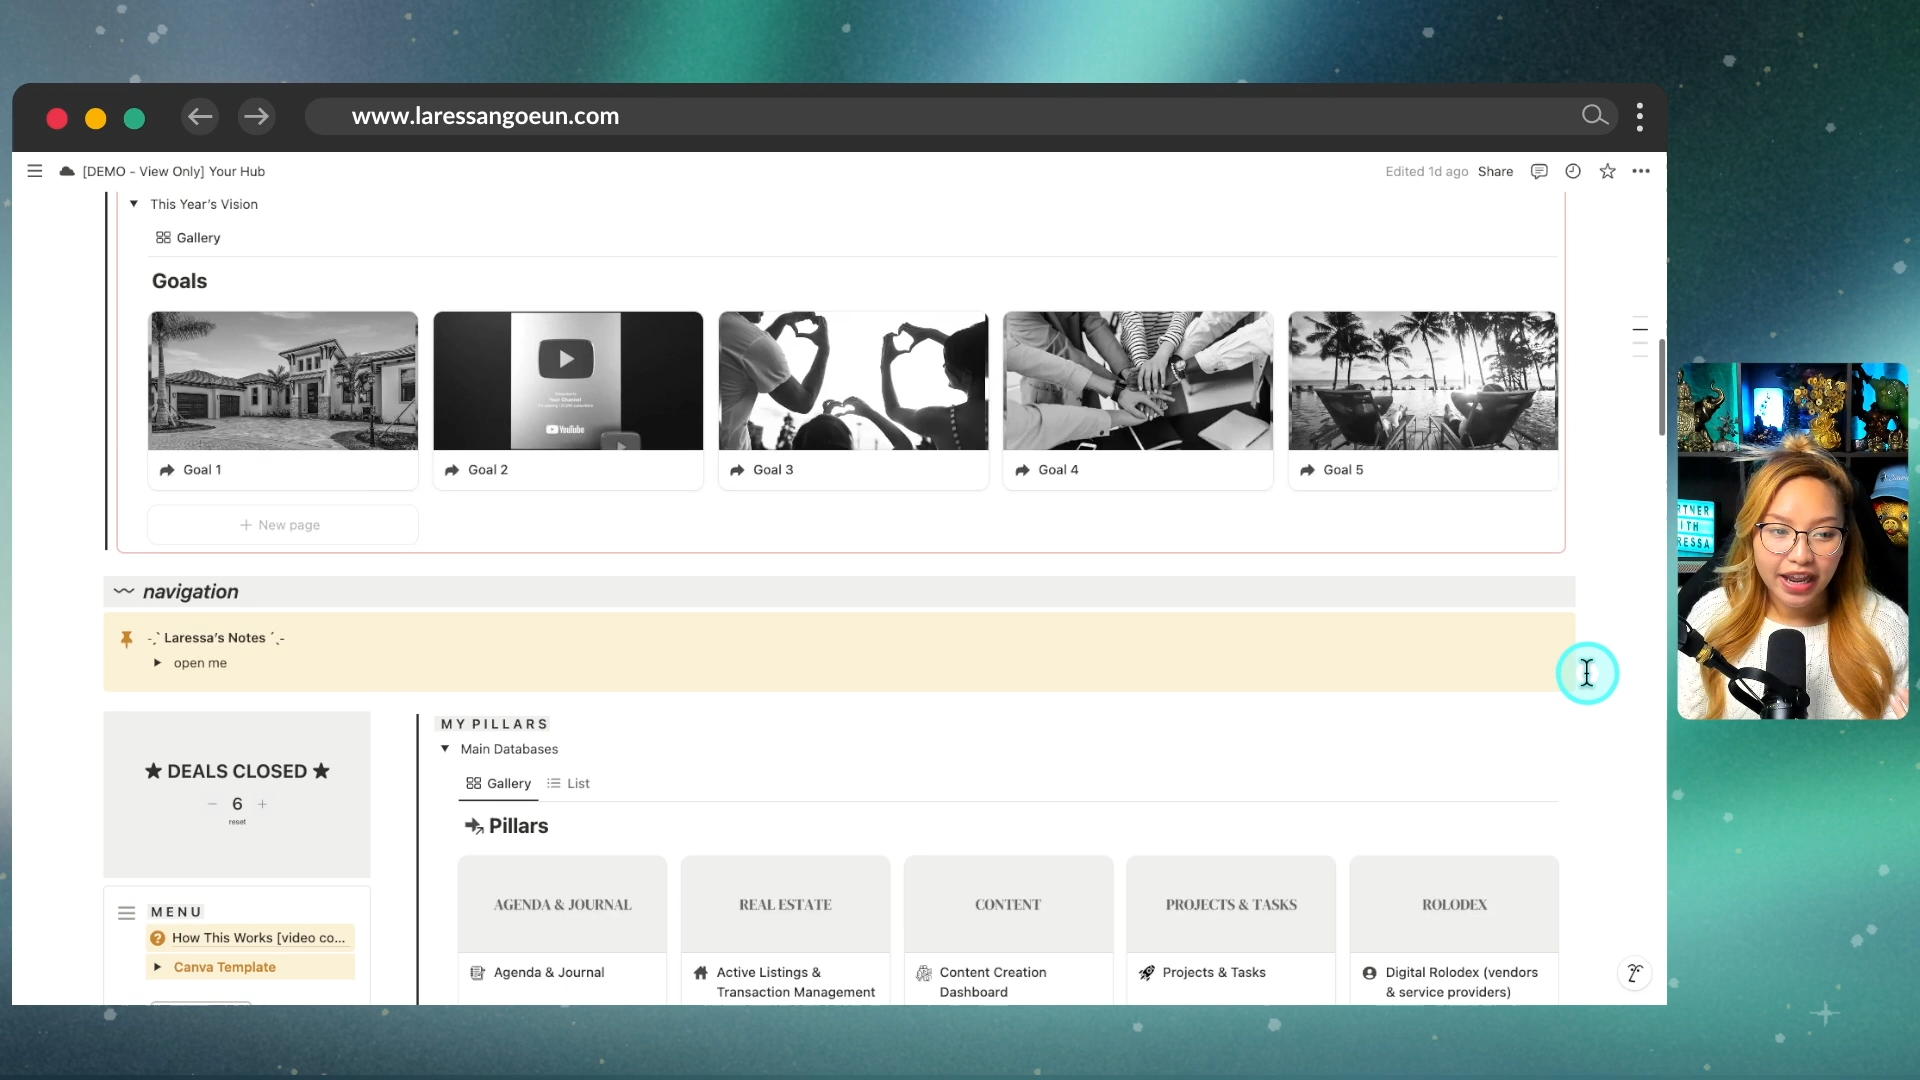 www.laressangoeun.com
[DEMO - View Only] Your Hub
Edited 1d ago
Share
This Year's Vision
Gallery
Goals
YouTube
Goal 1
Goal 2
Goal 3
Goal 4
Goal 5
+ New page
navigation
-ˏˋ Laressa's Notes ˊˎ-
open me
★ DEALS CLOSED ★
− 6 +
reset
MENU
How This Works [video co...
Canva Template
MY PILLARS
Main Databases
Gallery
List
Pillars
AGENDA & JOURNAL
REAL ESTATE
CONTENT
PROJECTS & TASKS
ROLODEX
Agenda & Journal
Active Listings &
Transaction Management
Content Creation
Dashboard
Projects & Tasks
Digital Rolodex (vendors
& service providers)